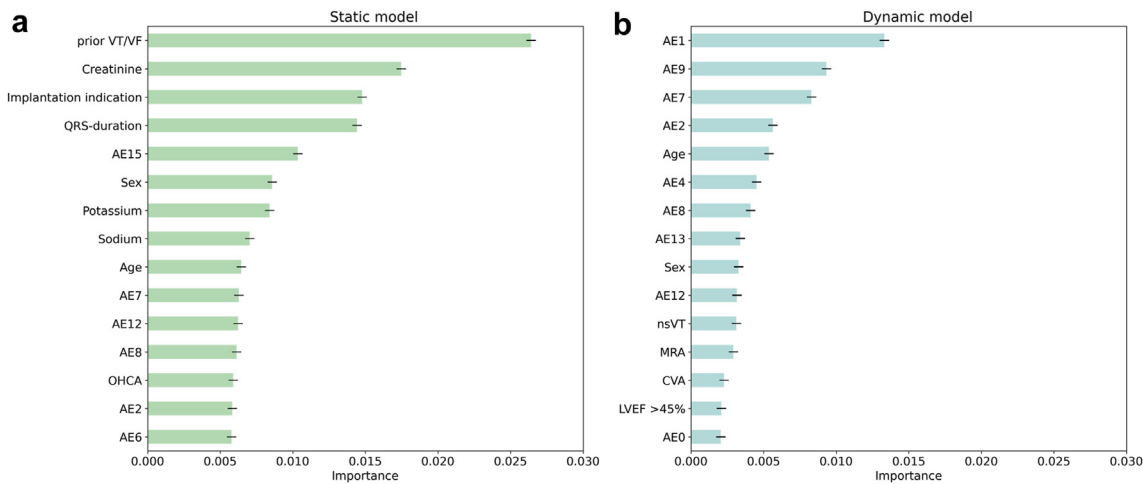 a
Static model
prior VT/VF
Creatinine
Implantation indication
QRS-duration
AE15
Sex
Potassium
Sodium
Age
AE7
AE12
AE8
OHCA
AE2
AE6
0.000 0.005 0.010 0.015 0.020 0.025 0.030
Importance
b
Dynamic model
AE1
AE9
AE7
AE2
Age
AE4
AE8
AE13
Sex
AE12
nsVT
MRA
CVA
LVEF >45%
AE0
0.000 0.005 0.010 0.015 0.020 0.025 0.030
Importance